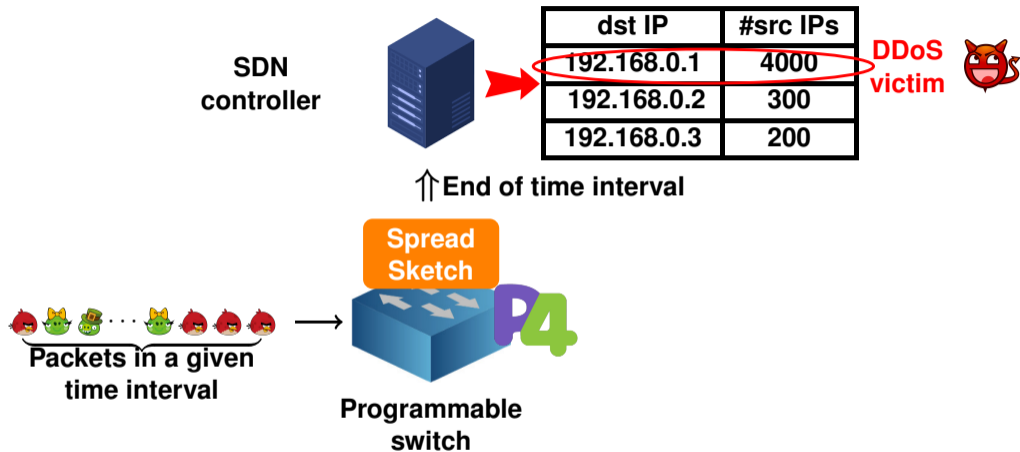 SDN
controller
dst IP #src IPs
192.168.0.1 4000
192.168.0.2 300
192.168.0.3 200
DDoS
victim
⇑End of time interval
Spread
Sketch
P4
· · ·
Packets in a given
time interval
Programmable
switch